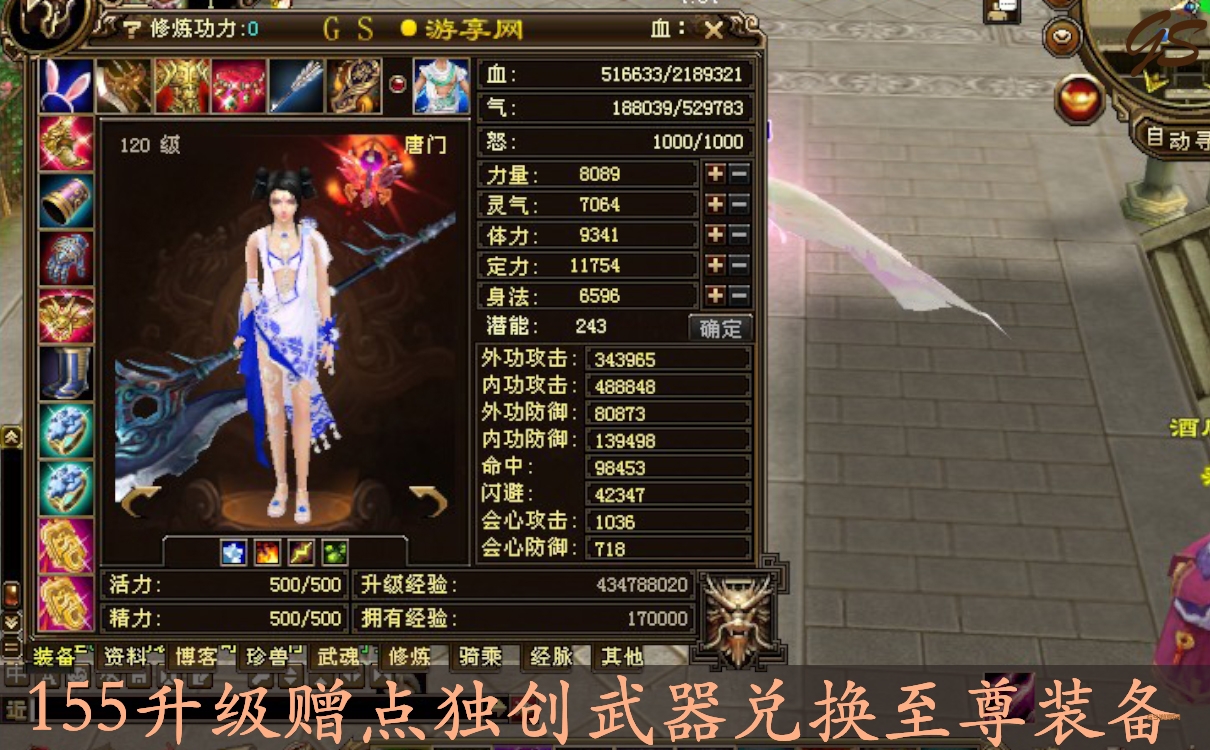 修炼功力:0
GS●游享网
血:
血: 516633/2189321
气: 188039/529783
怒: 1000/1000
120 级
唐门
力量: 8089
灵气: 7064
体力: 9341
定力: 11754
身法: 6596
潜能: 243
确定
外功攻击: 343965
内功攻击: 488848
外功防御: 80873
内功防御: 139498
命中: 98453
闪避: 42347
会心攻击: 1036
会心防御: 718
活力: 500/500
升级经验: 434788020
精力: 500/500
拥有经验: 170000
装备 资料 博客 珍兽 武魂 修炼 骑乘 经脉 其他
GS
自动寻
近
155升级赠点独创武器兑换至尊装备